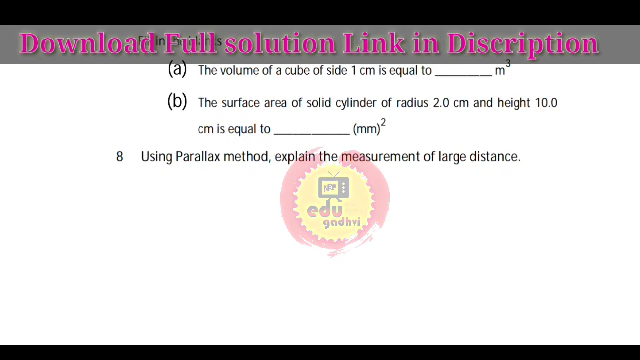 Download Full solution Link in Discription
(a) The volume of a cube of side 1 cm is equal to _________ m³
(b) The surface area of solid cylinder of radius 2.0 cm and height 10.0
cm is equal to ____________ (mm)²
8 Using Parallax method, explain the measurement of large distance.
edu
gadhvi